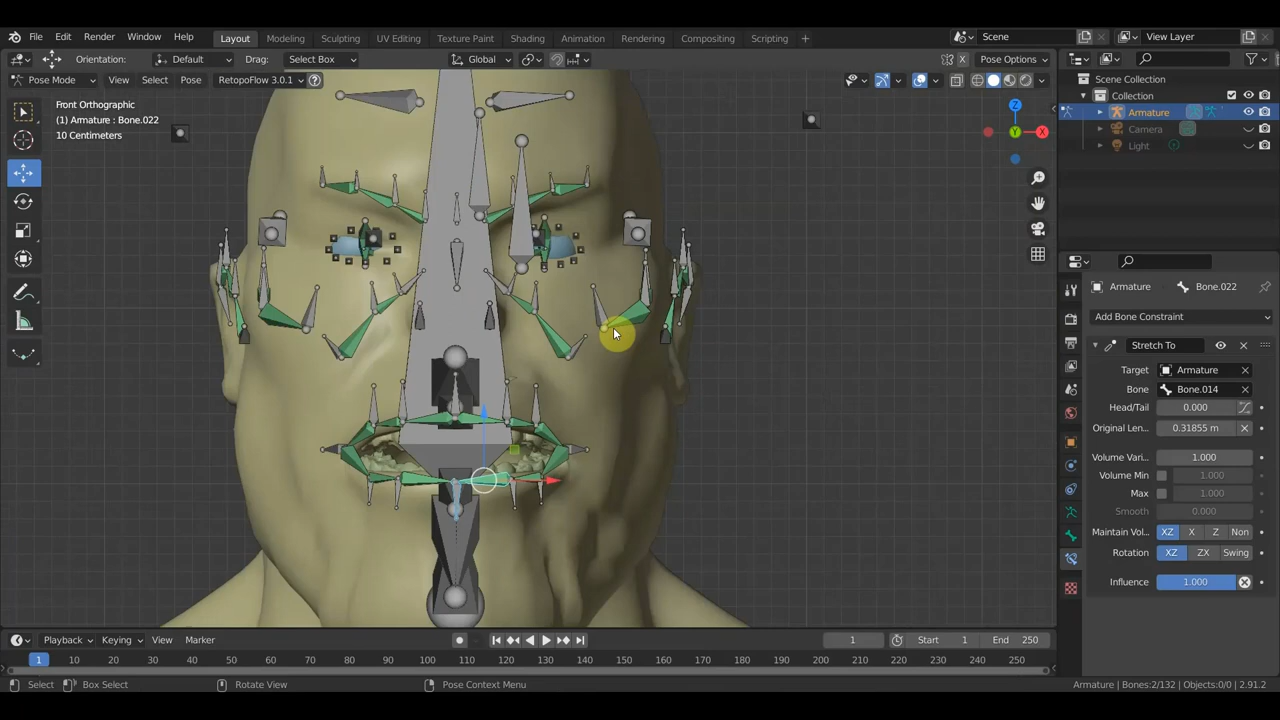 File Edit Render Window Help Layout Modeling Sculpting UV Editing Texture Paint Shading Animation Rendering Compositing Scripting + Scene View Layer
Orientation: Default Drag: Select Box Global X Pose Options
Pose Mode View Select Pose RetopoFlow 3.0.1 ?
Front Orthographic
(1) Armature : Bone.022
10 Centimeters
Z
X
Y
Scene Collection
Collection
Armature
Camera
Light
Armature Bone.022
Add Bone Constraint
Stretch To
Target Armature
Bone Bone.014
Head/Tail 0.000
Original Len... 0.31855 m
Volume Vari... 1.000
Volume Min 1.000
Max 1.000
Smooth 0.000
Maintain Vol... XZ X Z Non
Rotation XZ ZX Swing
Influence 1.000
Playback Keying View Marker 1 Start 1 End 250
1 10 20 30 40 50 60 70 80 90 100 110 120 130 140 150 160 170 180 190 200 210 220 230 240 250
Select Box Select Rotate View Pose Context Menu Armature | Bones:2/132 | Objects:0/0 | 2.91.2